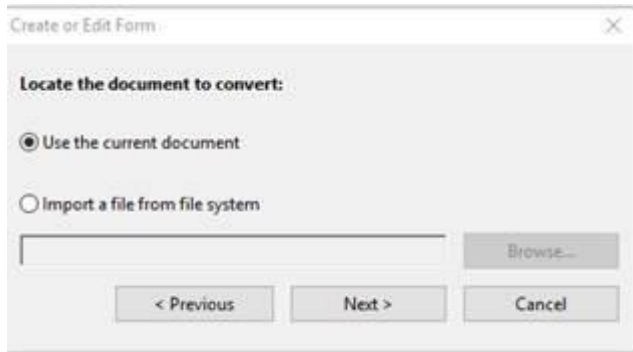 Create or Edit Form
Locate the document to convert:
Use the current document
Import a file from file system
Browse...
< Previous Next > Cancel